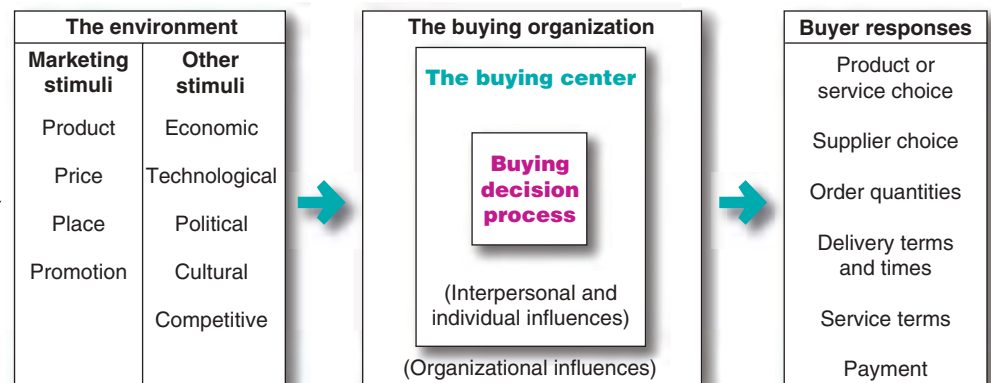 The environment
Marketing
stimuli
Product
Price
Place
Promotion
Other
stimuli
Economic
Technological
Political
Cultural
Competitive
The buying organization
The buying center
Buying
decision
process
(Interpersonal and
individual influences)
(Organizational influences)
Buyer responses
Product or
service choice
Supplier choice
Order quantities
Delivery terms
and times
Service terms
Payment